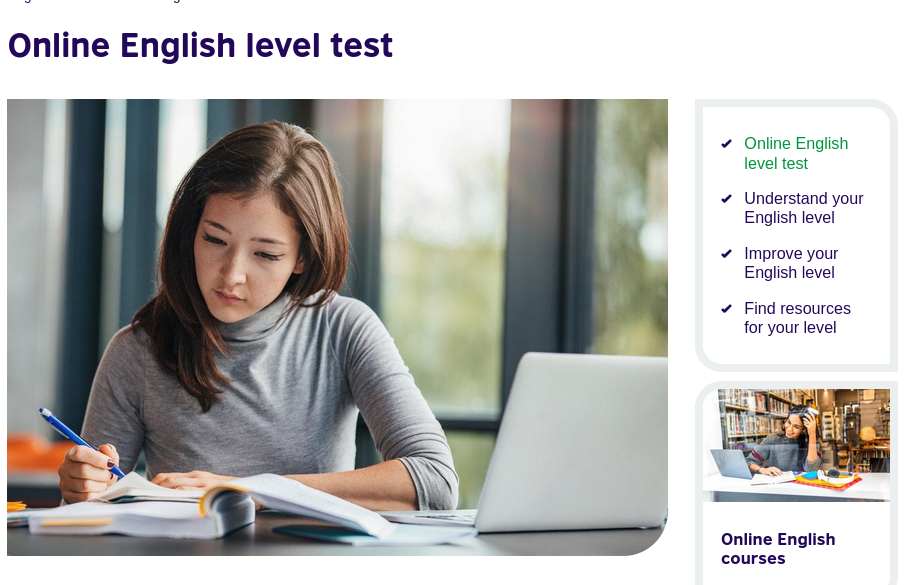 Online English level test
Online English
level test
Understand your
English level
Improve your
English level
Find resources
for your level
Online English
courses